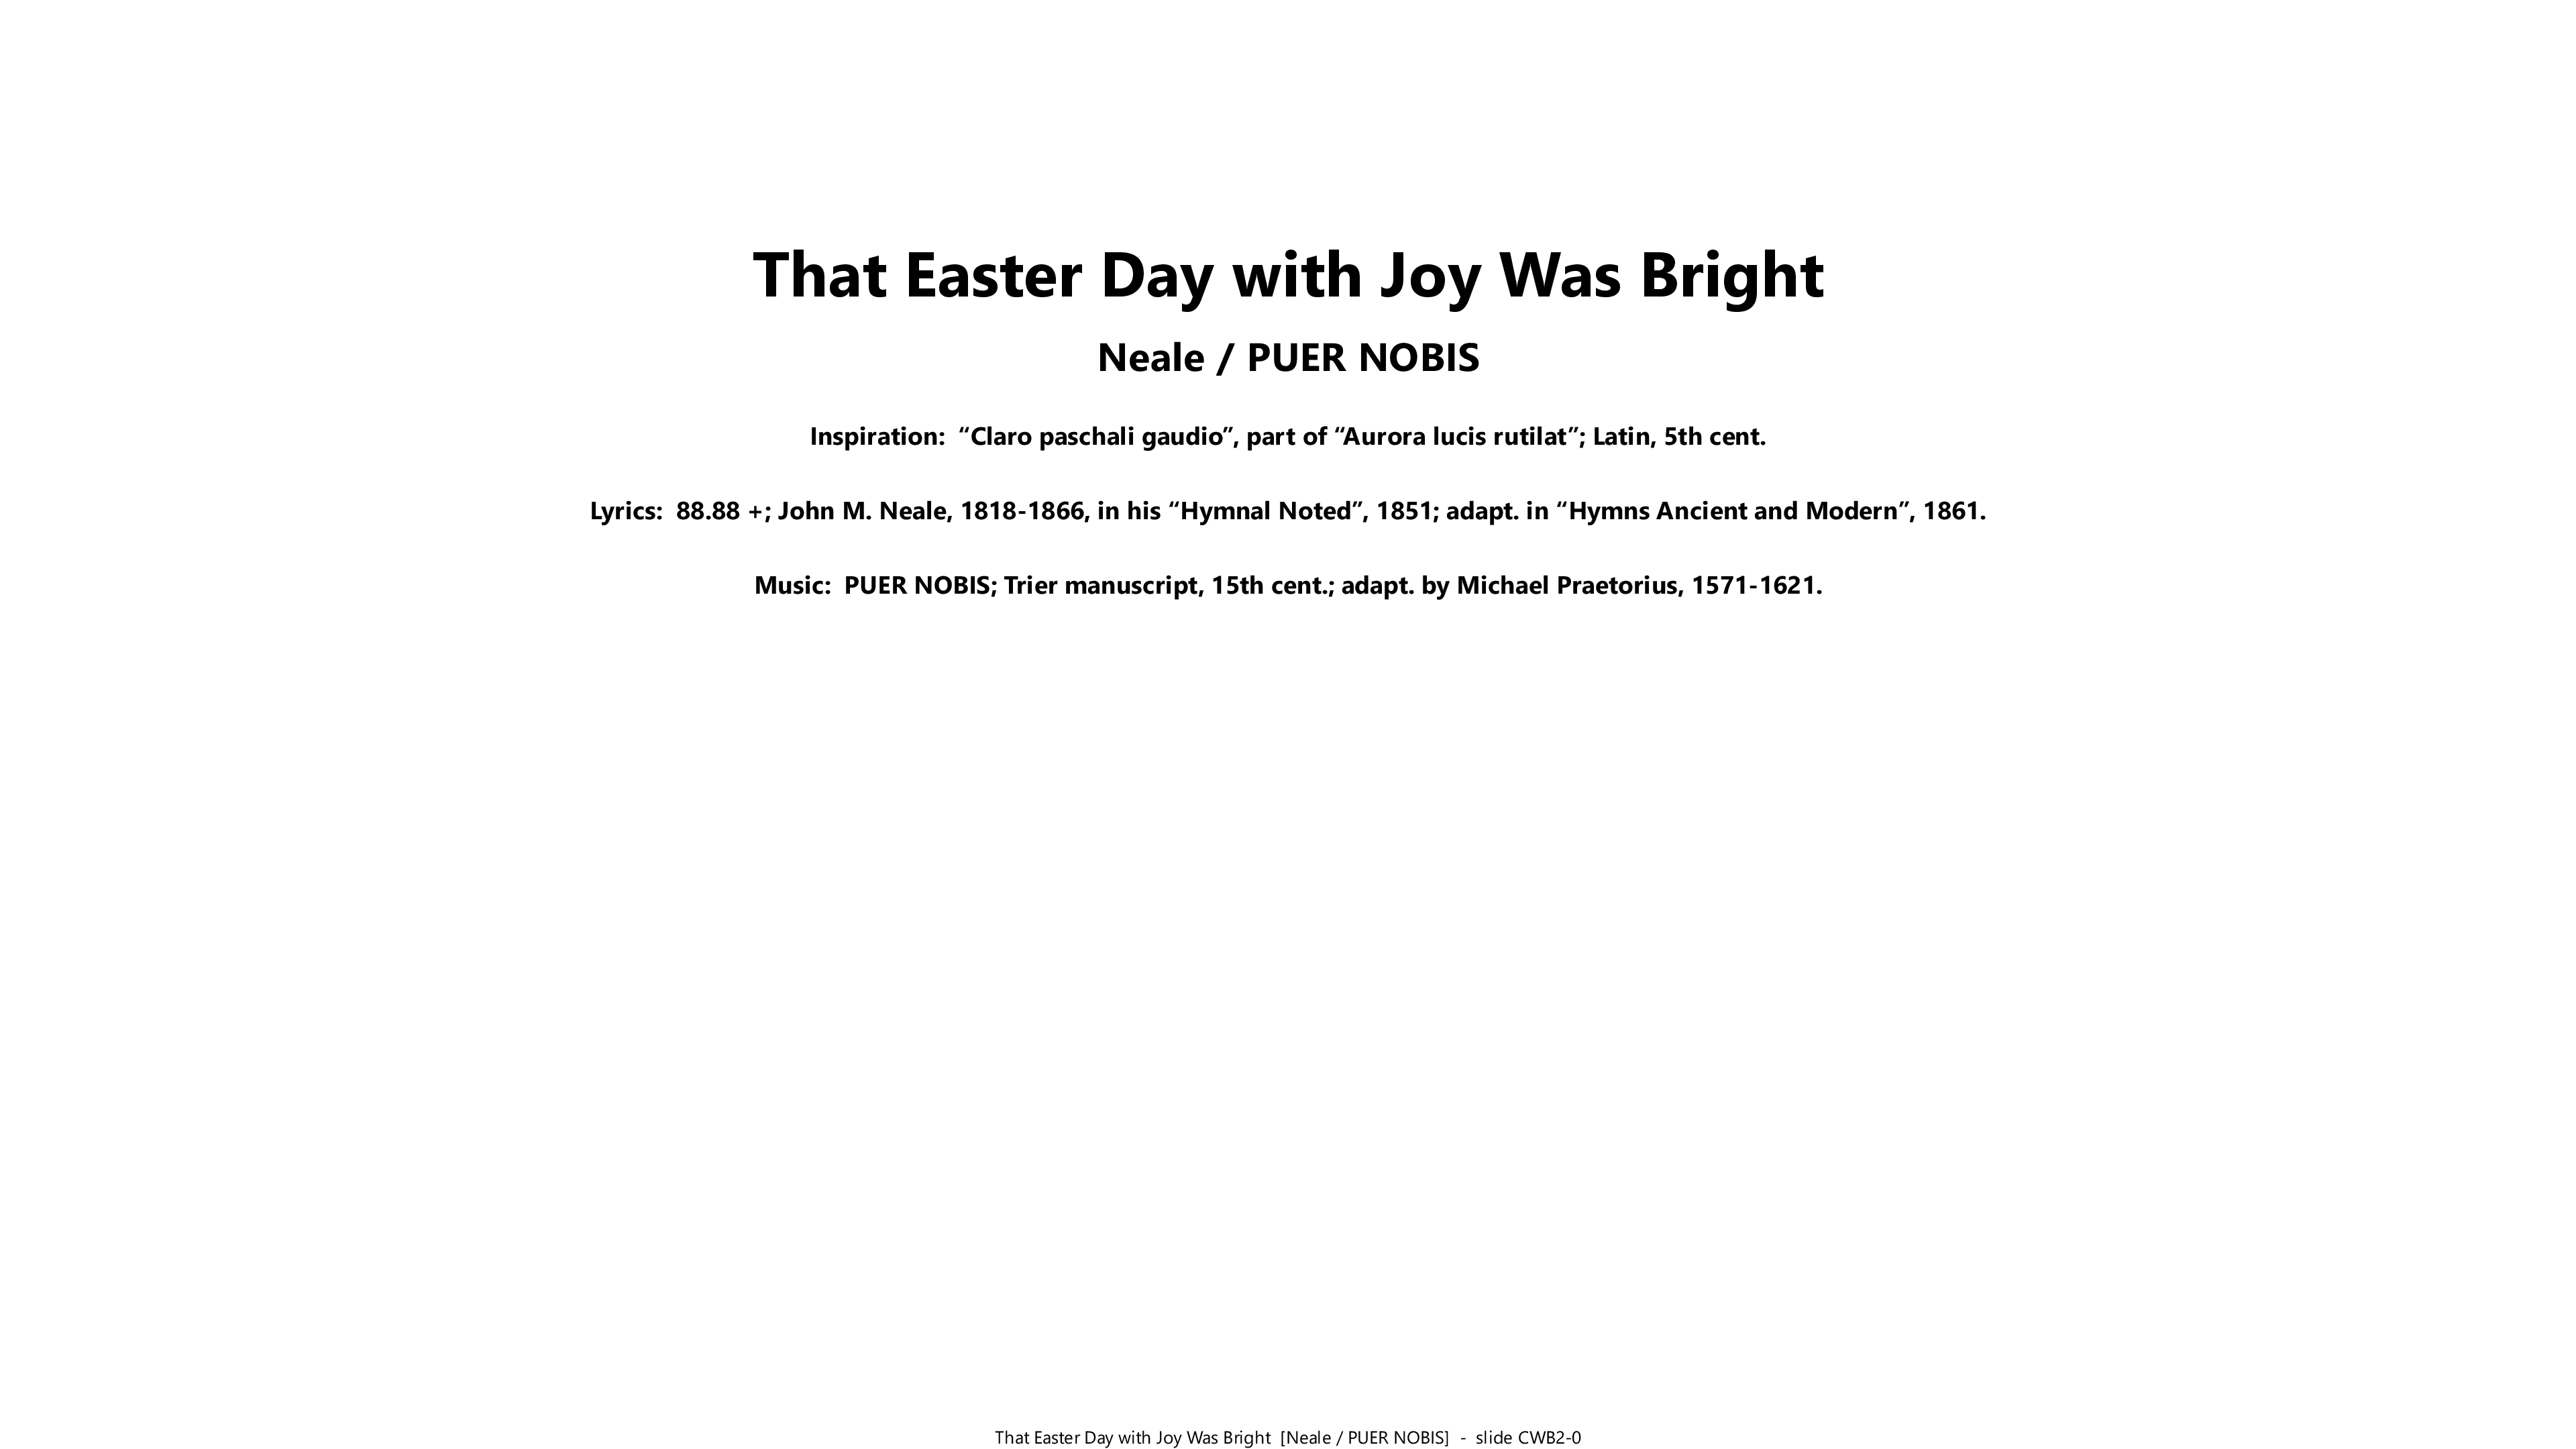 That Easter Day with Joy Was Bright
Neale / PUER NOBIS
Inspiration:  “Claro paschali gaudio”, part of “Aurora lucis rutilat”; Latin, 5th cent.
Lyrics:  88.88 +; John M. Neale, 1818-1866, in his “Hymnal Noted”, 1851; adapt. in “Hymns Ancient and Modern”, 1861.
Music:  PUER NOBIS; Trier manuscript, 15th cent.; adapt. by Michael Praetorius, 1571-1621.
That Easter Day with Joy Was Bright  [Neale / PUER NOBIS]  -  slide CWB2-0